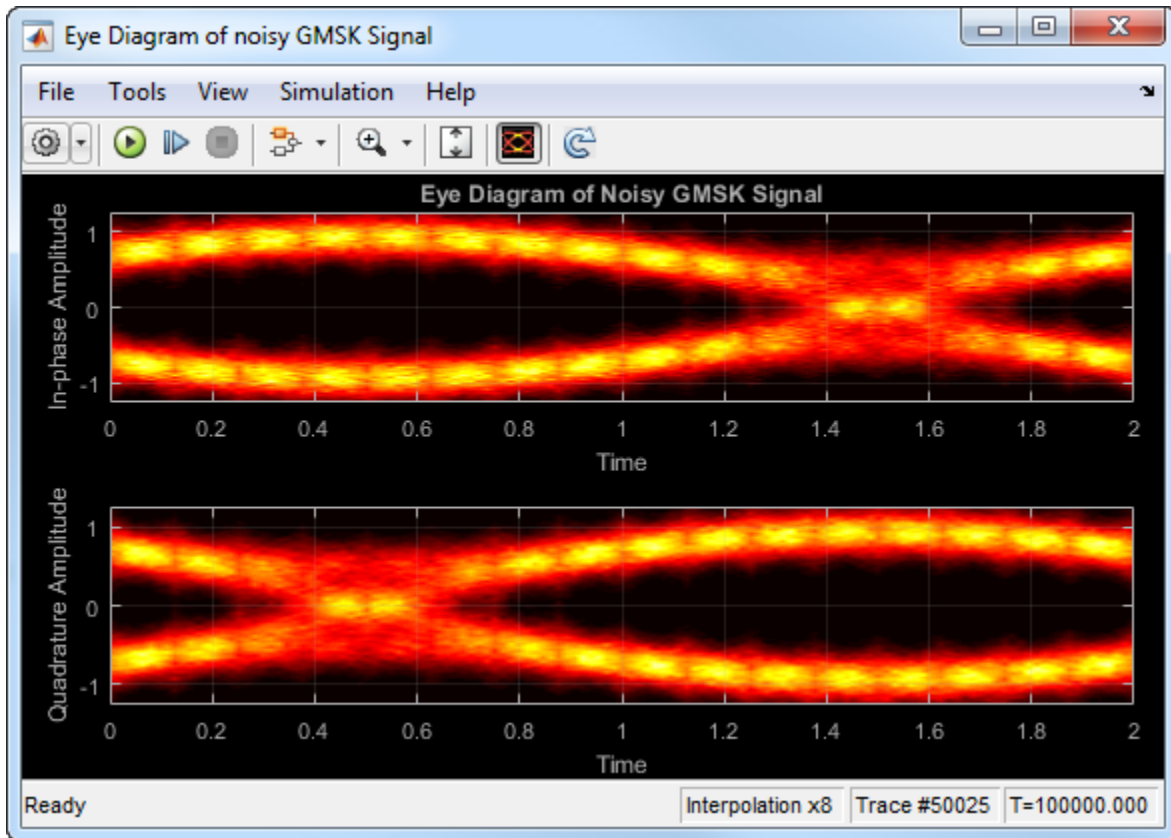 Eye Diagram of noisy GMSK Signal
File Tools View Simulation Help
Eye Diagram of Noisy GMSK Signal
In-phase Amplitude
1
0
-1
0 0.2 0.4 0.6 0.8 1 1.2 1.4 1.6 1.8 2
Time
Quadrature Amplitude
1
0
-1
0 0.2 0.4 0.6 0.8 1 1.2 1.4 1.6 1.8 2
Time
Ready Interpolation x8 Trace #50025 T=100000.000